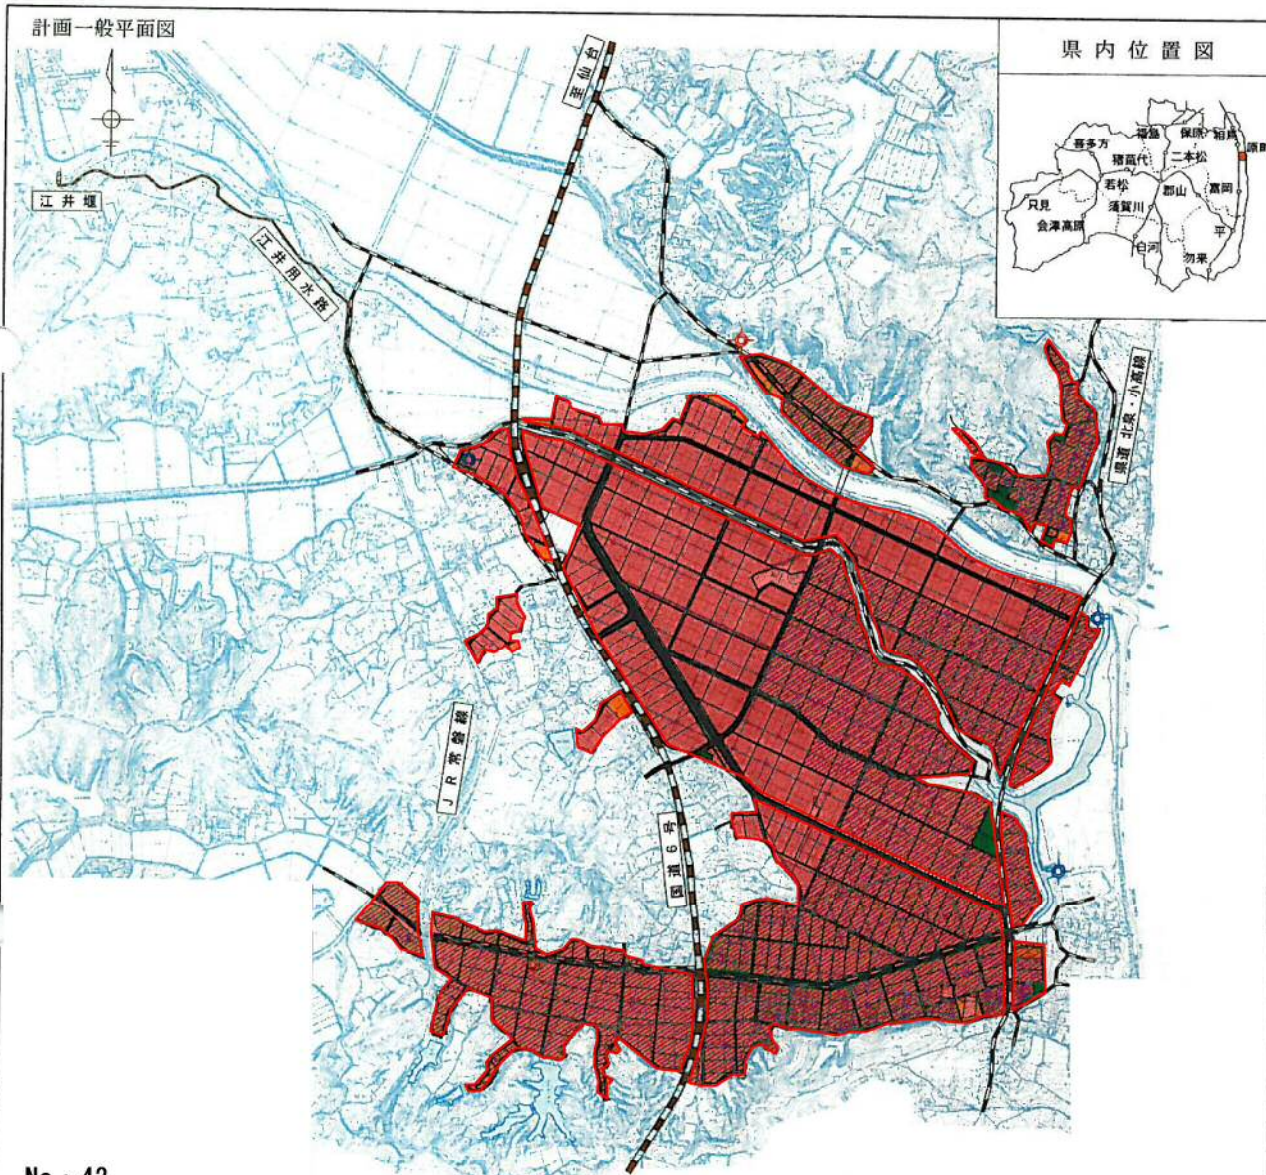 計画一般平面図
県内位置図
至仙台
江井堰
江井用水路
喜多方
福島
保原
相馬
原町
猪苗代
二本松
若松
郡山
富岡
只見
須賀川
会津高原
平
白河
勿来
県道 北泉・小高線
JR常磐線
国道6号
No. 42